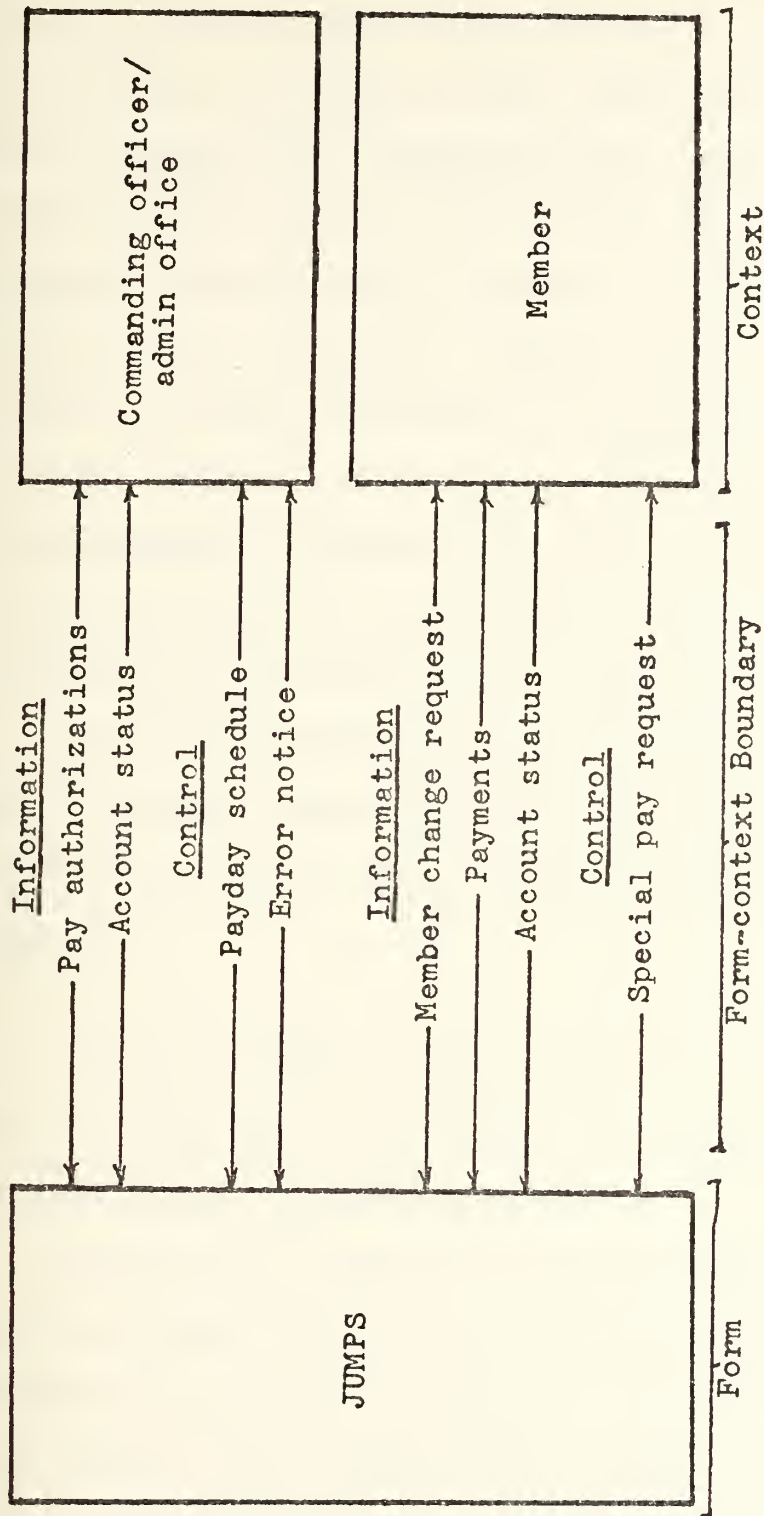 JUMPS
Information
Pay authorizations
Account status
Control
Payday schedule
Error notice
Information
Member change request
Payments
Account status
Control
Special pay request
Commanding officer/
admin office
Member
Form
Form-context Boundary
Context